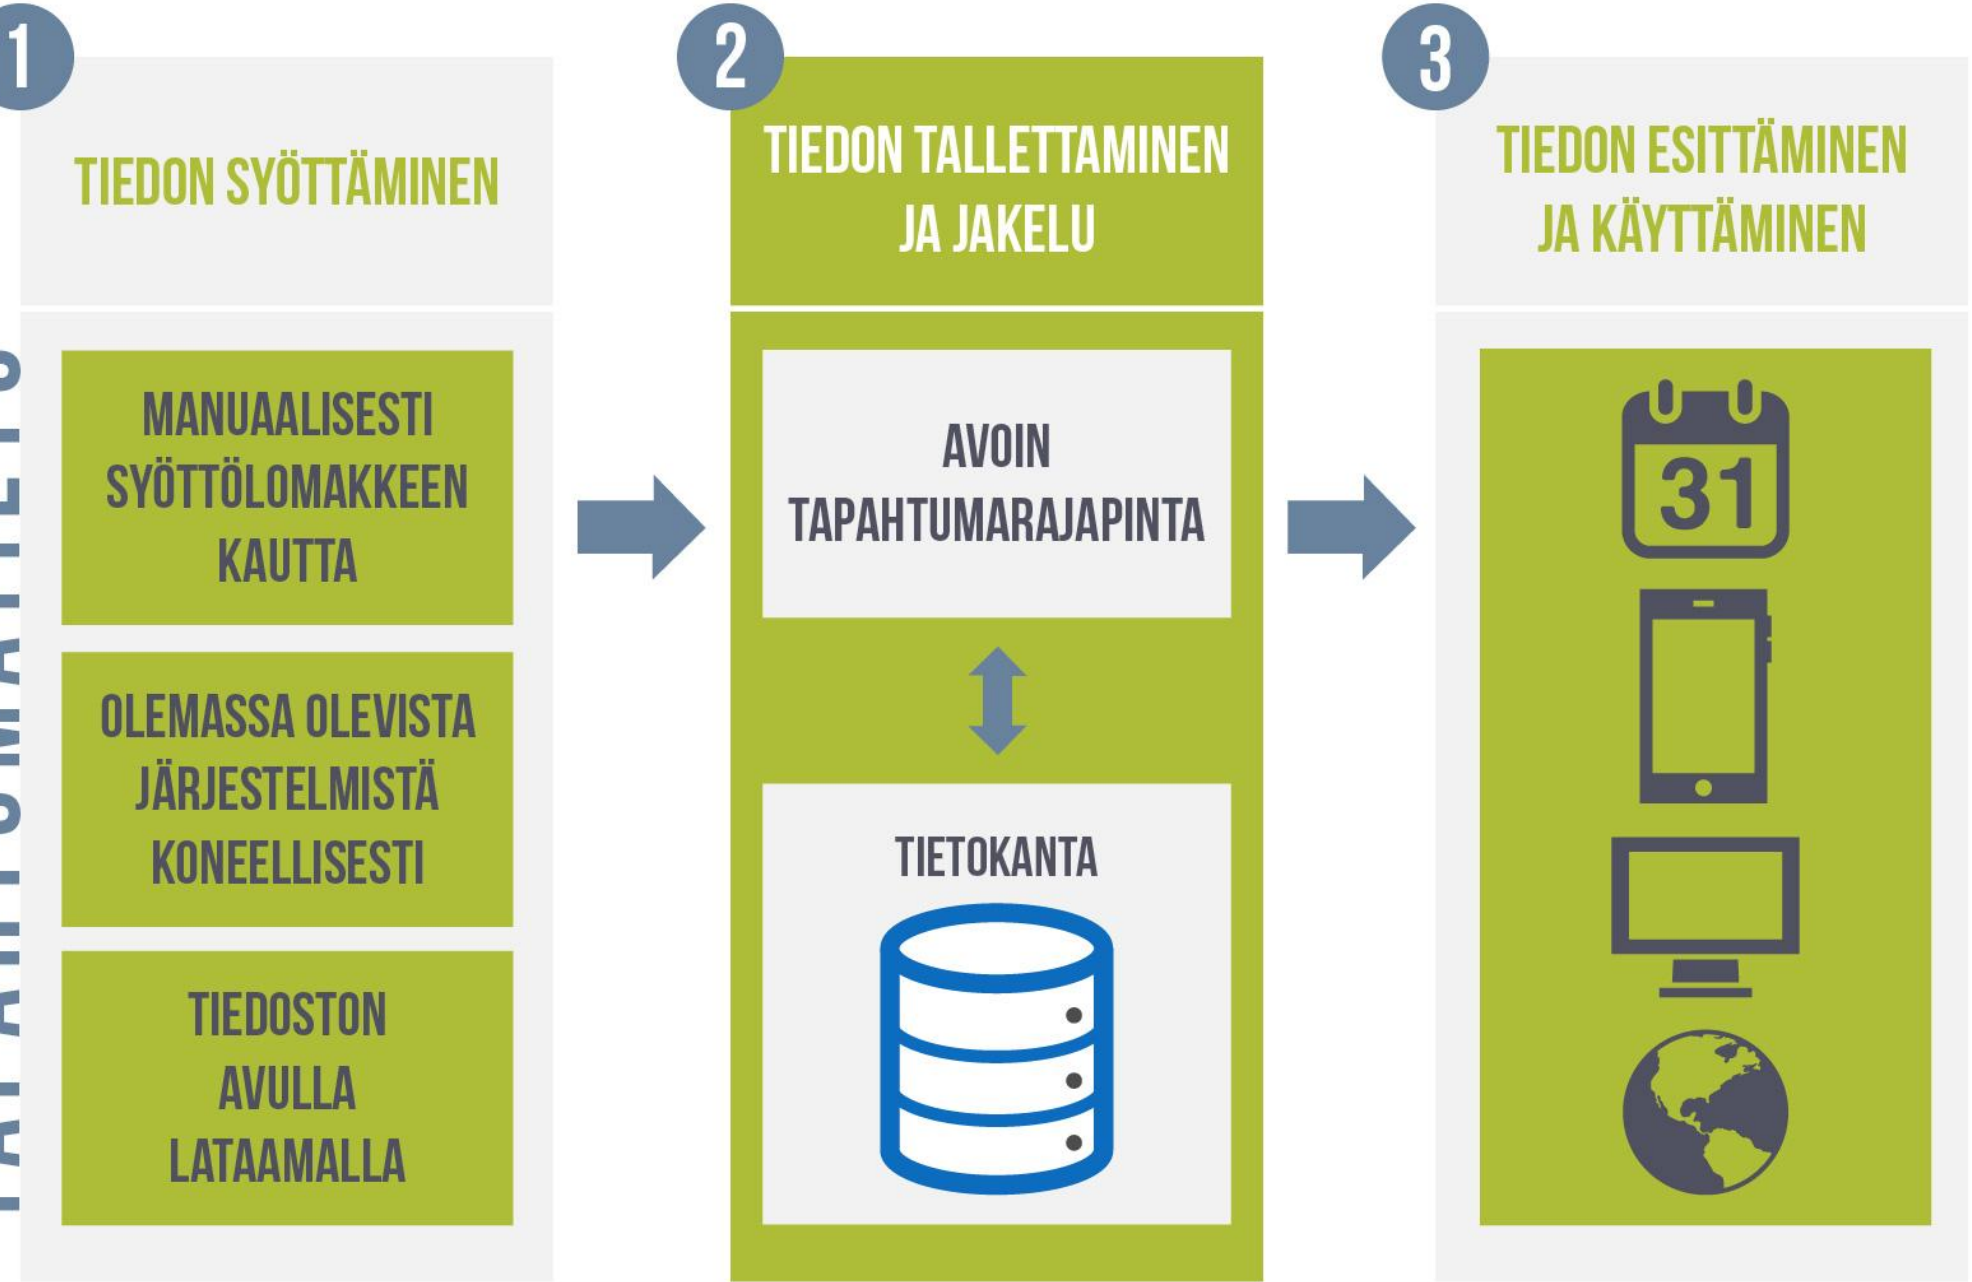 1
TIEDON SYÖTTÄMINEN
MANUAALISESTI
SYÖTTÖLOMAKKEEN
KAUTTA
OLEMASSA OLEVISTA
JÄRJESTELMISTÄ
KONEELLISESTI
TIEDOSTON
AVULLA
LATAAMALLA
2
TIEDON TALLETTAMINEN
JA JAKELU
AVOIN
TAPAHTUMARAJAPINTA
TIETOKANTA
3
TIEDON ESITTÄMINEN
JA KÄYTTÄMINEN
31